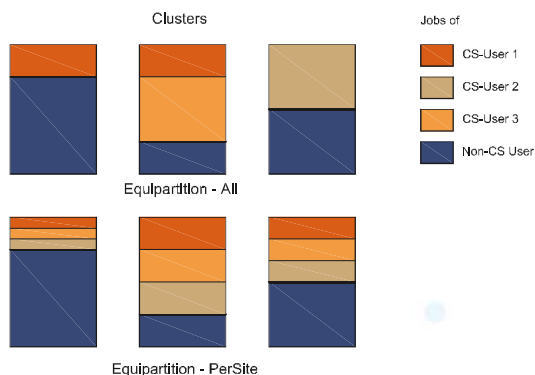 Clusters
Jobs of
CS-User 1
CS-User 2
CS-User 3
Non-CS User
Equipartition - All
Equipartition - PerSite